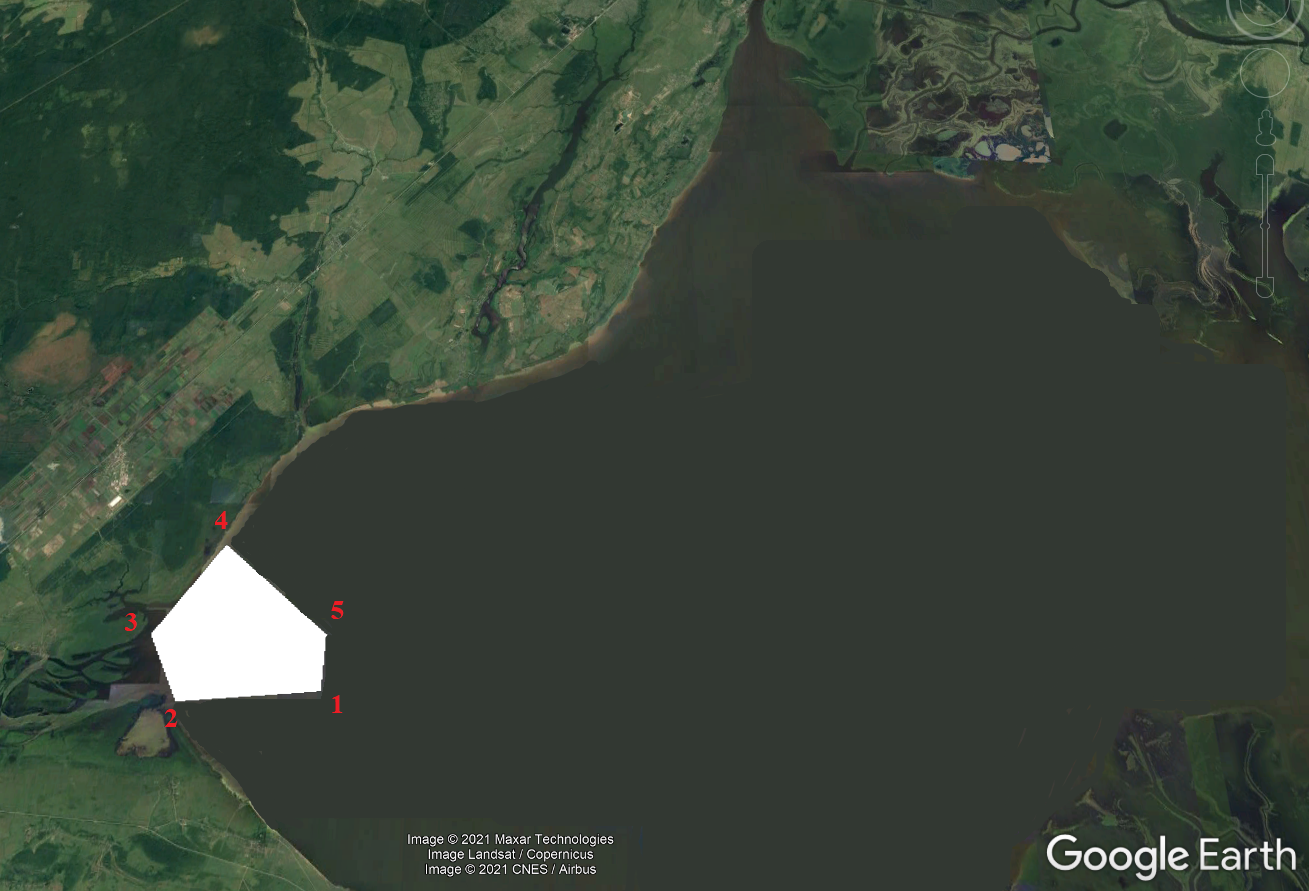 4
5
3
1
2
Image © 2021 Maxar Technologies
Image Landsat / Copernicus
Image © 2021 CNES / Airbus
Google Earth